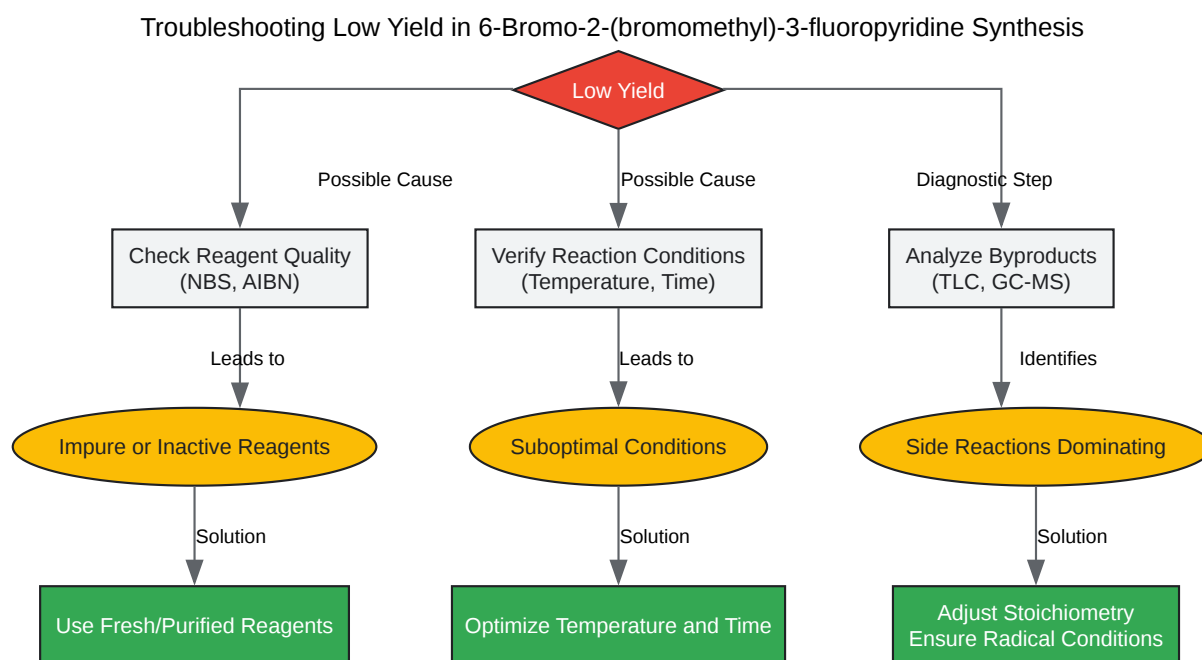 Troubleshooting Low Yield in 6-Bromo-2-(bromomethyl)-3-fluoropyridine Synthesis
Low Yield
Possible Cause
Possible Cause
Diagnostic Step
Check Reagent Quality
(NBS, AIBN)
Verify Reaction Conditions
(Temperature, Time)
Analyze Byproducts
(TLC, GC-MS)
Leads to
Leads to
Identifies
Impure or Inactive Reagents
Suboptimal Conditions
Side Reactions Dominating
Solution
Solution
Solution
Use Fresh/Purified Reagents
Optimize Temperature and Time
Adjust Stoichiometry
Ensure Radical Conditions